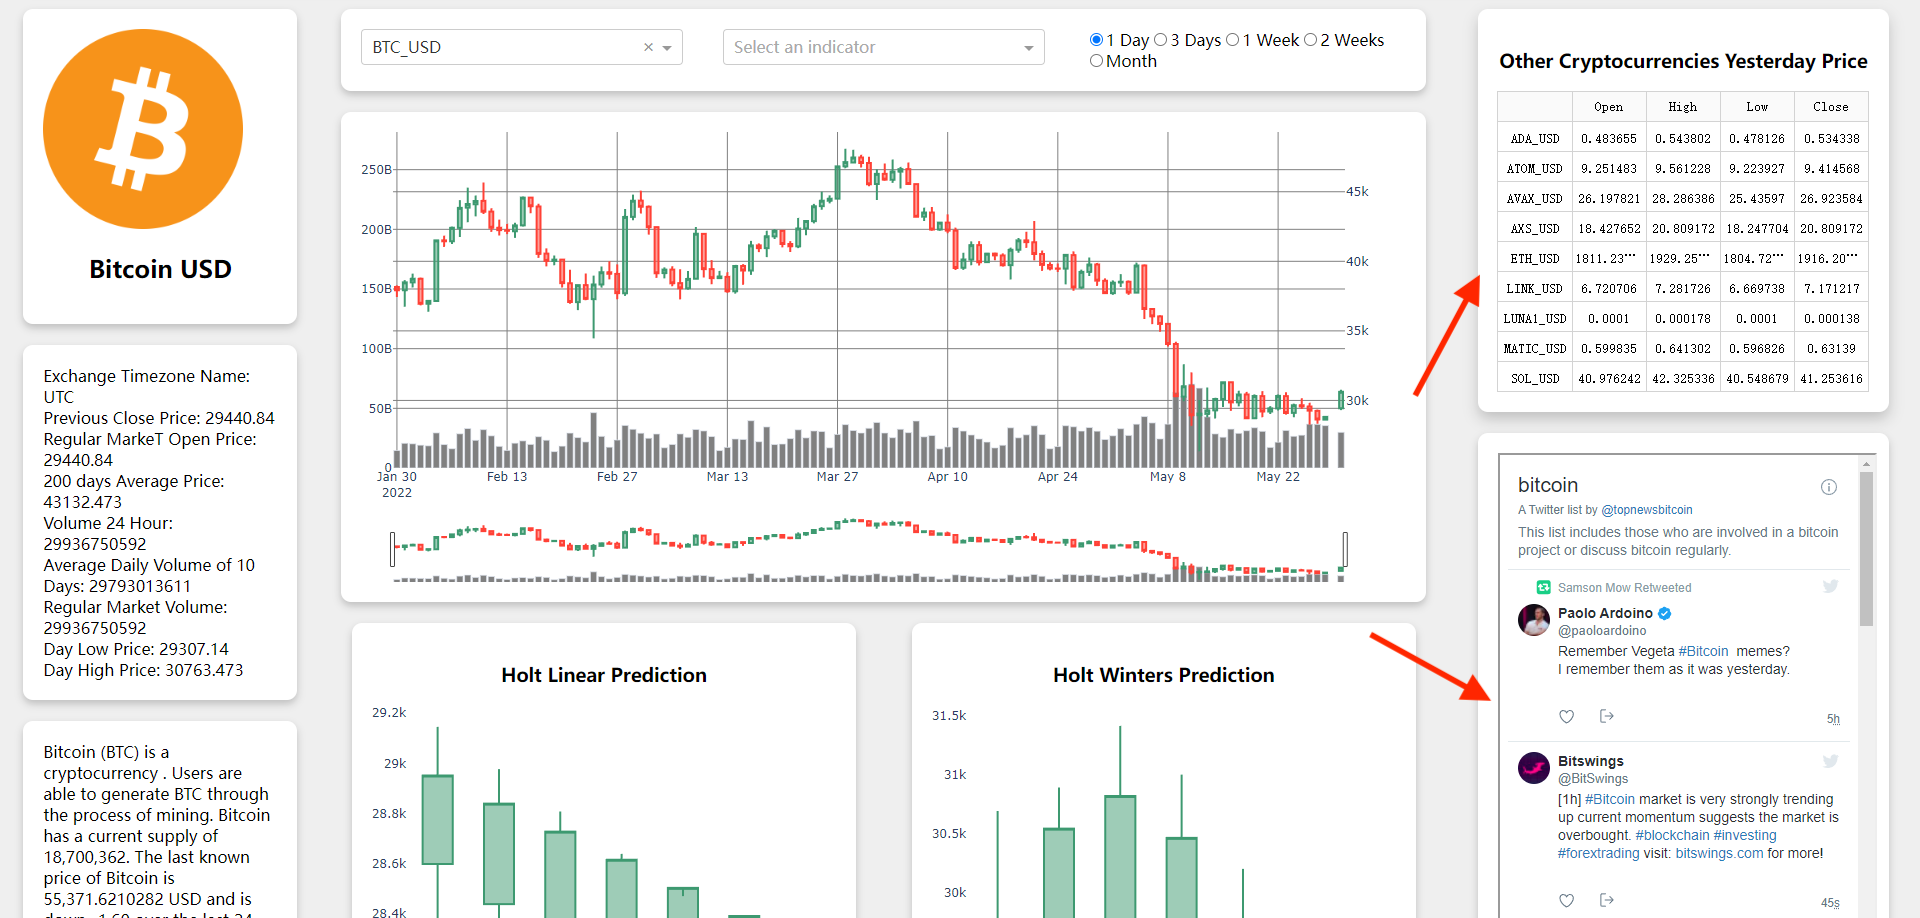 Bitcoin USD
Exchange Timezone Name:
UTC
Previous Close Price: 29440.84
Regular MarkeT Open Price:
29440.84
200 days Average Price:
43132.473
Volume 24 Hour:
29936750592
Average Daily Volume of 10
Days: 29793013611
Regular Market Volume:
29936750592
Day Low Price: 29307.14
Day High Price: 30763.473
Bitcoin (BTC) is a
cryptocurrency . Users are
able to generate BTC through
the process of mining. Bitcoin
has a current supply of
18,700,362. The last known
price of Bitcoin is
55,371.6210282 USD and is
down -1.60 over the last 24
BTC_USD × Select an indicator
1 Day 3 Days 1 Week 2 Weeks
Month
250B
200B
150B
100B
50B
0
45k
40k
35k
30k
Jan 30 Feb 13 Feb 27 Mar 13 Mar 27 Apr 10 Apr 24 May 8 May 22
2022
Holt Linear Prediction
29.2k
29k
28.8k
28.6k
28.4k
Holt Winters Prediction
31.5k
31k
30.5k
30k
Other Cryptocurrencies Yesterday Price
Open High Low Close
ADA_USD 0.483655 0.543802 0.478126 0.534338
ATOM_USD 9.251483 9.561228 9.223927 9.414568
AVAX_USD 26.197821 28.286386 25.43597 26.923584
AXS_USD 18.427652 20.809172 18.247704 20.809172
ETH_USD 1811.23… 1929.25… 1804.72… 1916.20…
LINK_USD 6.720706 7.281726 6.669738 7.171217
LUNA1_USD 0.0001 0.000178 0.0001 0.000138
MATIC_USD 0.599835 0.641302 0.596826 0.63139
SOL_USD 40.976242 42.325336 40.548679 41.253616
bitcoin
A Twitter list by @topnewsbitcoin
This list includes those who are involved in a bitcoin
project or discuss bitcoin regularly.
Samson Mow Retweeted
Paolo Ardoino
@paoloardoino
Remember Vegeta #Bitcoin memes?
I remember them as it was yesterday.
5h
Bitswings
@BitSwings
[1h] #Bitcoin market is very strongly trending
up current momentum suggests the market is
overbought. #blockchain #investing
#forextrading visit: bitswings.com for more!
45s